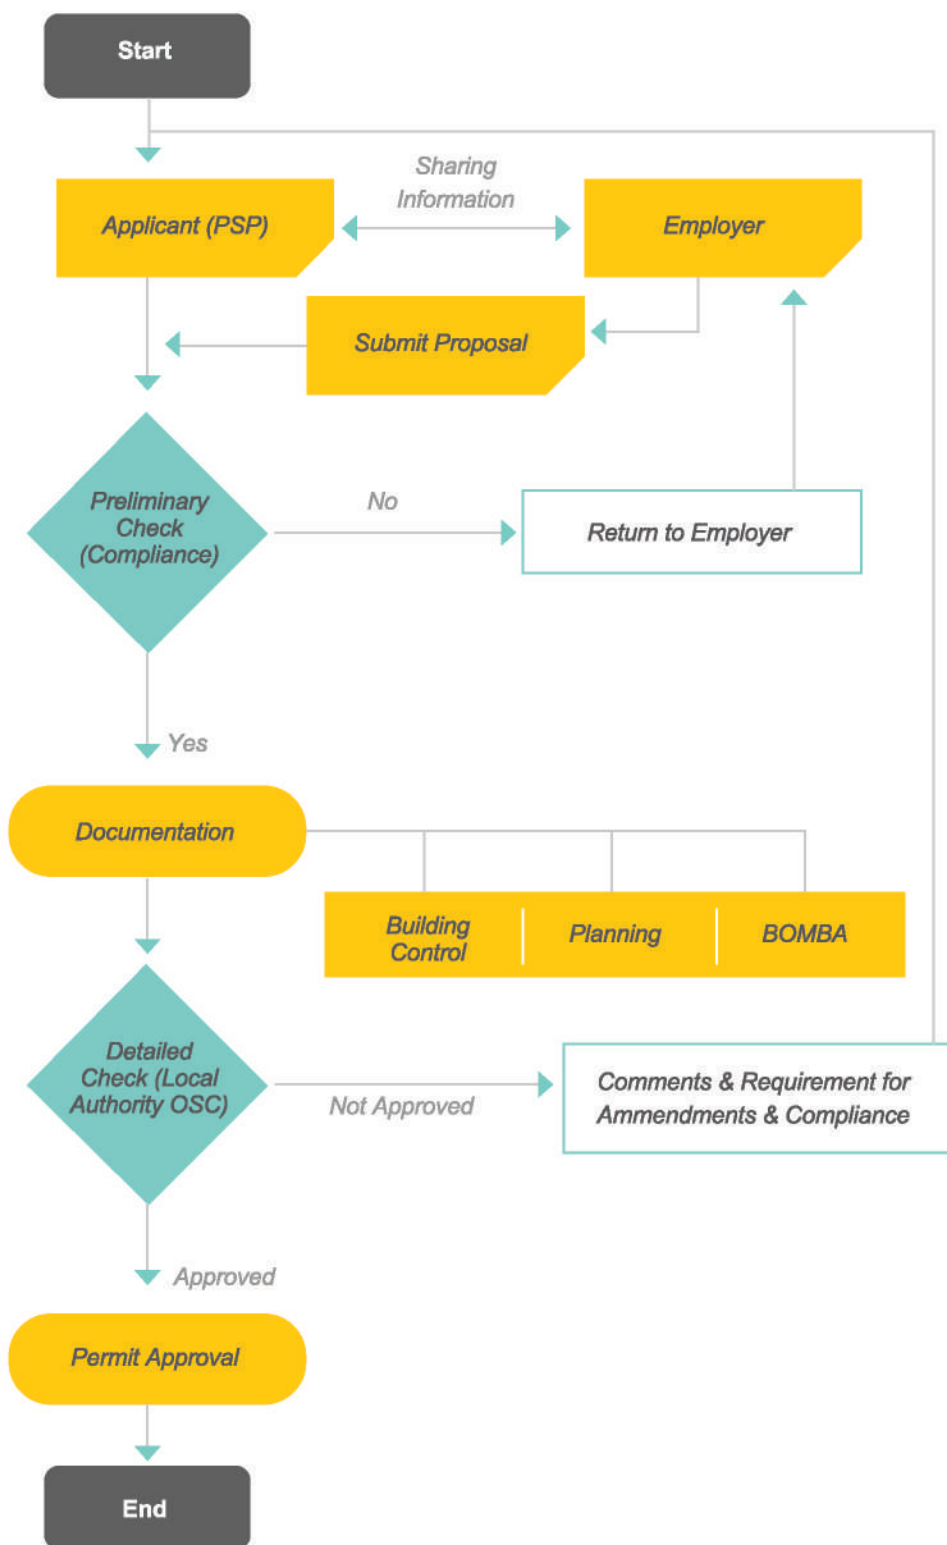 Start
Sharing
Information
Applicant (PSP)
Employer
Submit Proposal
Preliminary
Check
(Compliance)
No
Return to Employer
Yes
Documentation
Building
Control
Planning
BOMBA
Detailed
Check (Local
Authority OSC)
Not Approved
Comments & Requirement for
Ammendments & Compliance
Approved
Permit Approval
End